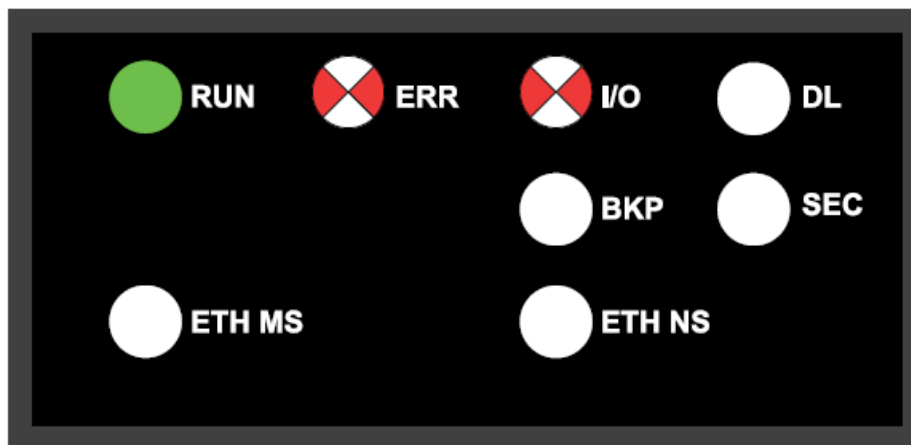 RUN ERR I/O DL
BKP SEC
ETH MS ETH NS